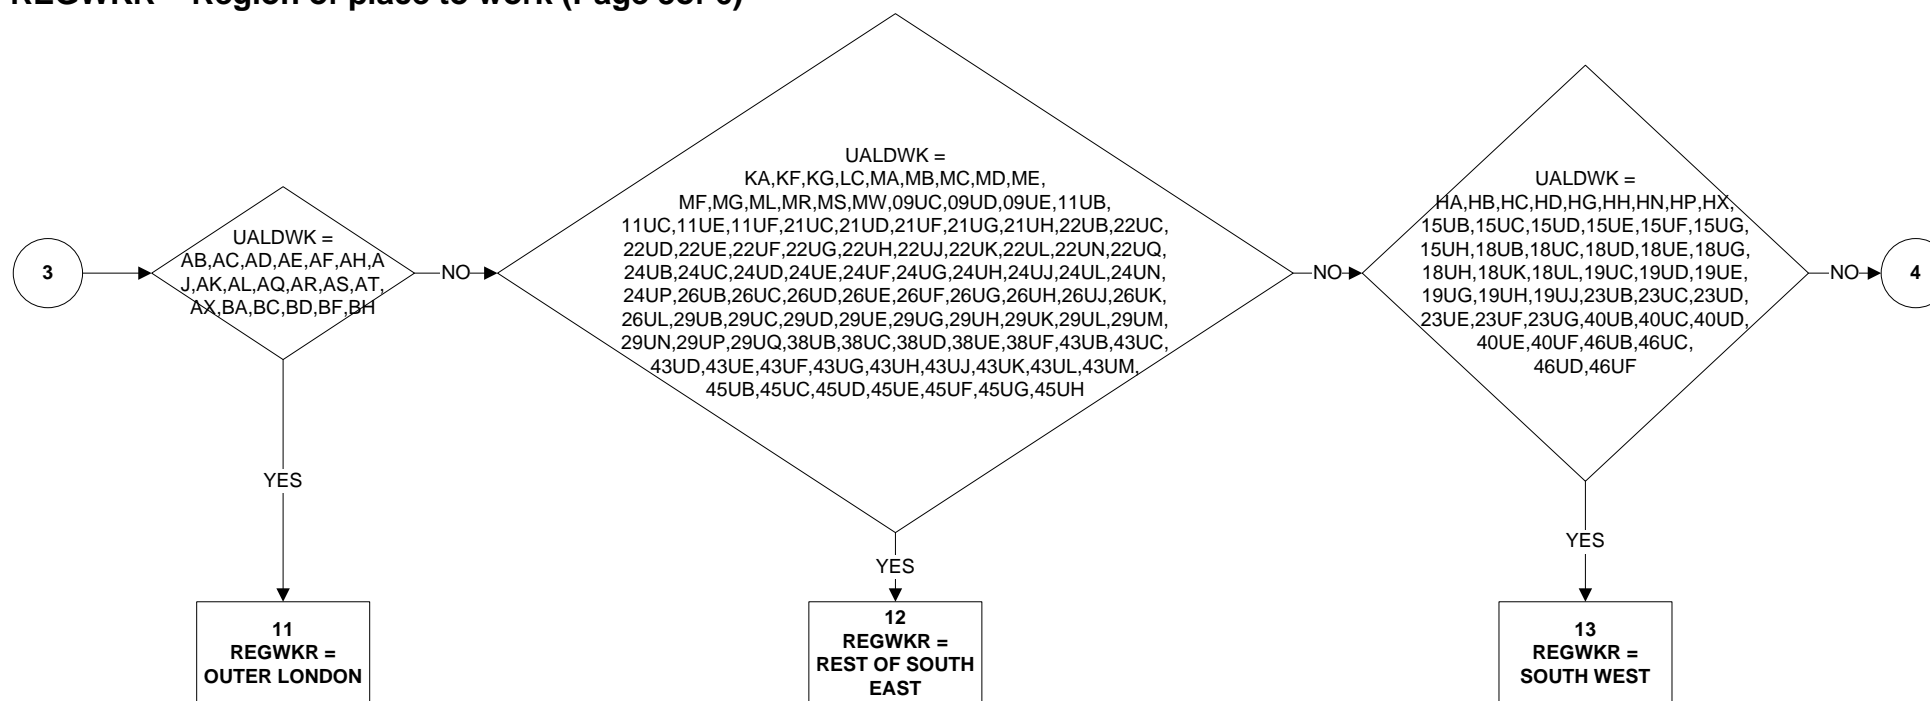 REGWKR – Region of place to work (Page 3of 6)
3
UALDWK =
AB,AC,AD,AE,AF,AH,A
J,AK,AL,AQ,AR,AS,AT,
AX,BA,BC,BD,BF,BH
NO
YES
11
REGWKR =
OUTER LONDON
UALDWK =
KA,KF,KG,LC,MA,MB,MC,MD,ME,
MF,MG,ML,MR,MS,MW,09UC,09UD,09UE,11UB,
11UC,11UE,11UF,21UC,21UD,21UF,21UG,21UH,22UB,22UC,
22UD,22UE,22UF,22UG,22UH,22UJ,22UK,22UL,22UN,22UQ,
24UB,24UC,24UD,24UE,24UF,24UG,24UH,24UJ,24UL,24UN,
24UP,26UB,26UC,26UD,26UE,26UF,26UG,26UH,26UJ,26UK,
26UL,29UB,29UC,29UD,29UE,29UG,29UH,29UK,29UL,29UM,
29UN,29UP,29UQ,38UB,38UC,38UD,38UE,38UF,43UB,43UC,
43UD,43UE,43UF,43UG,43UH,43UJ,43UK,43UL,43UM,
45UB,45UC,45UD,45UE,45UF,45UG,45UH
NO
YES
12
REGWKR =
REST OF SOUTH
EAST
UALDWK =
HA,HB,HC,HD,HG,HH,HN,HP,HX,
15UB,15UC,15UD,15UE,15UF,15UG,
15UH,18UB,18UC,18UD,18UE,18UG,
18UH,18UK,18UL,19UC,19UD,19UE,
19UG,19UH,19UJ,23UB,23UC,23UD,
23UE,23UF,23UG,40UB,40UC,40UD,
40UE,40UF,46UB,46UC,
46UD,46UF
NO
YES
13
REGWKR =
SOUTH WEST
4